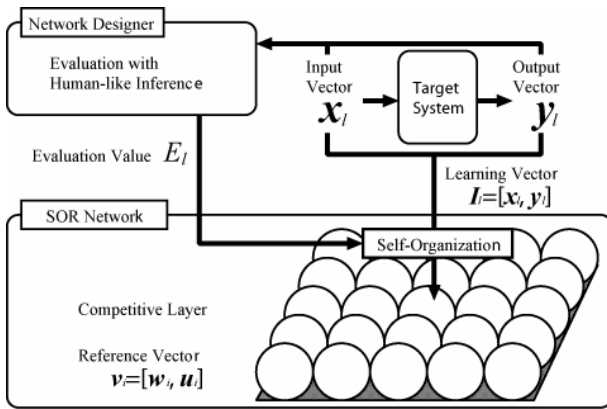 Network Designer
Evaluation with
Human-like Inference
Input
Vector
x_l
Target
System
Output
Vector
y_l
Evaluation Value E_l
Learning Vector
I_l=[x_l, y_l]
SOR Network
Self-Organization
Competitive Layer
Reference Vector
v_i=[w_i, u_i]